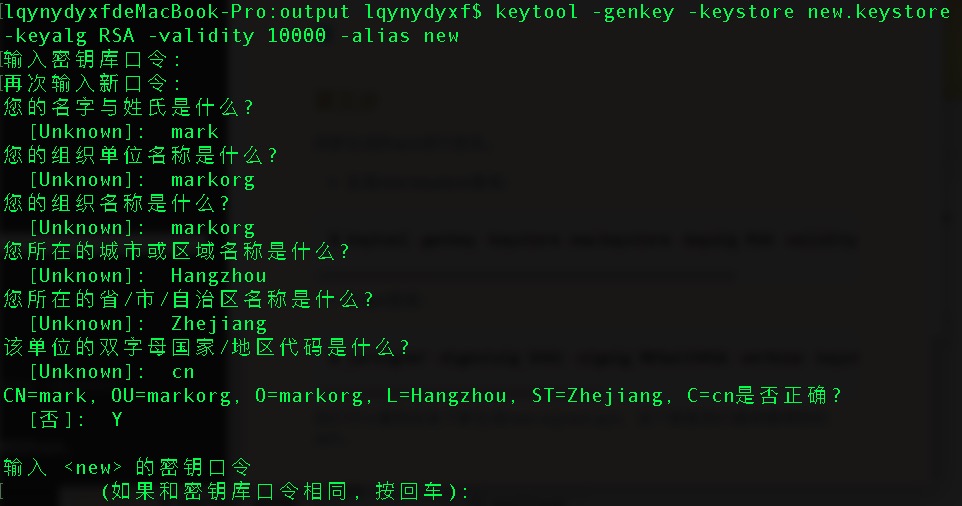 lqynydyxfdeMacBook-Pro:output lqynydyxf$ keytool -genkey -keystore new.keystore
-keyalg RSA -validity 10000 -alias new
输入密钥库口令:
再次输入新口令:
您的名字与姓氏是什么?
[Unknown]: mark
您的组织单位名称是什么?
[Unknown]: markorg
您的组织名称是什么?
[Unknown]: markorg
您所在的城市或区域名称是什么?
[Unknown]: Hangzhou
您所在的省/市/自治区名称是什么?
[Unknown]: Zhejiang
该单位的双字母国家/地区代码是什么?
[Unknown]: cn
CN=mark, OU=markorg, O=markorg, L=Hangzhou, ST=Zhejiang, C=cn是否正确?
[否]: Y
输入 <new> 的密钥口令
(如果和密钥库口令相同, 按回车):